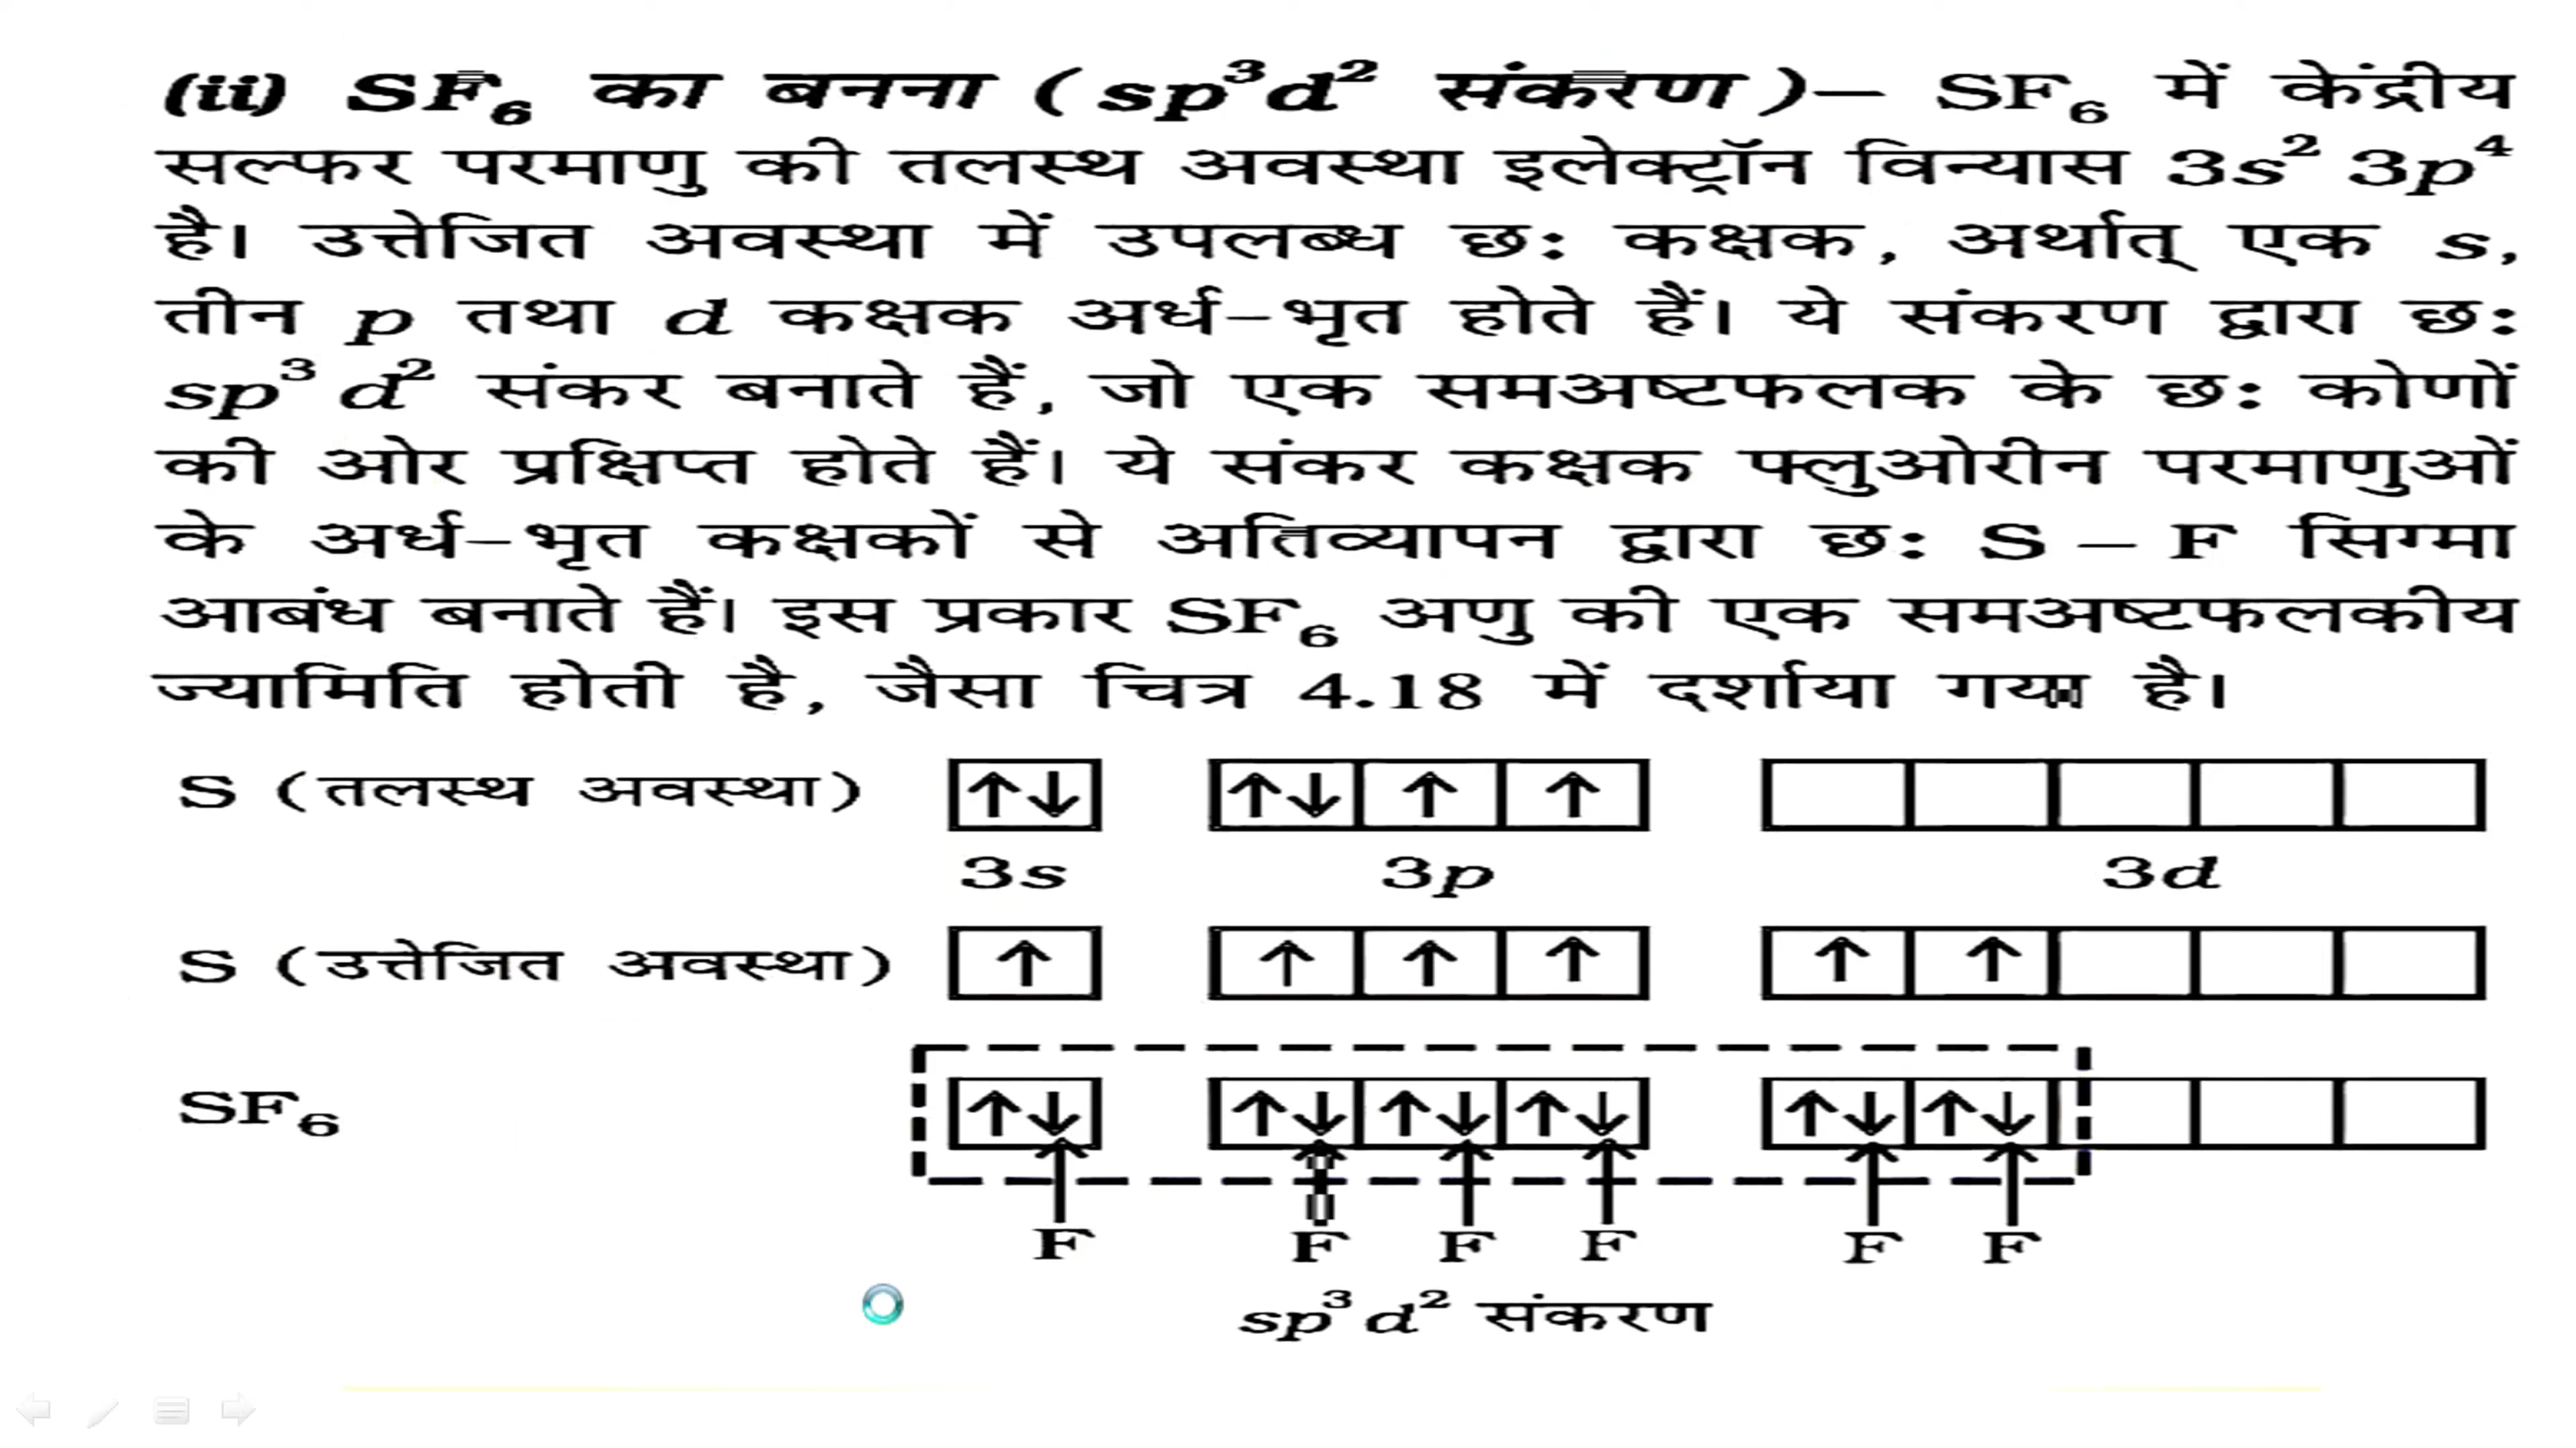 (ii) SF₆ का बनना ( sp³d² संकरण )– SF₆ में केंद्रीय
सल्फर परमाणु की तलस्थ अवस्था इलेक्ट्रॉन विन्यास 3s² 3p⁴
है। उत्तेजित अवस्था में उपलब्ध छः कक्षक, अर्थात् एक s,
तीन p तथा d कक्षक अर्ध-भृत होते हैं। ये संकरण द्वारा छः
sp³ d² संकर बनाते हैं, जो एक समअष्टफलक के छः कोणों
की ओर प्रक्षिप्त होते हैं। ये संकर कक्षक फ्लुओरीन परमाणुओं
के अर्ध-भृत कक्षकों से अतिव्यापन द्वारा छः S – F सिग्मा
आबंध बनाते हैं। इस प्रकार SF₆ अणु की एक समअष्टफलकीय
ज्यामिति होती है, जैसा चित्र 4.18 में दर्शाया गया है।
S (तलस्थ अवस्था) ↑↓ ↑↓ ↑ ↑
3s 3p 3d
S (उत्तेजित अवस्था) ↑ ↑ ↑ ↑ ↑ ↑
SF₆ ↑↓ ↑↓ ↑↓ ↑↓ ↑↓ ↑↓
F F F F F F
sp³ d² संकरण